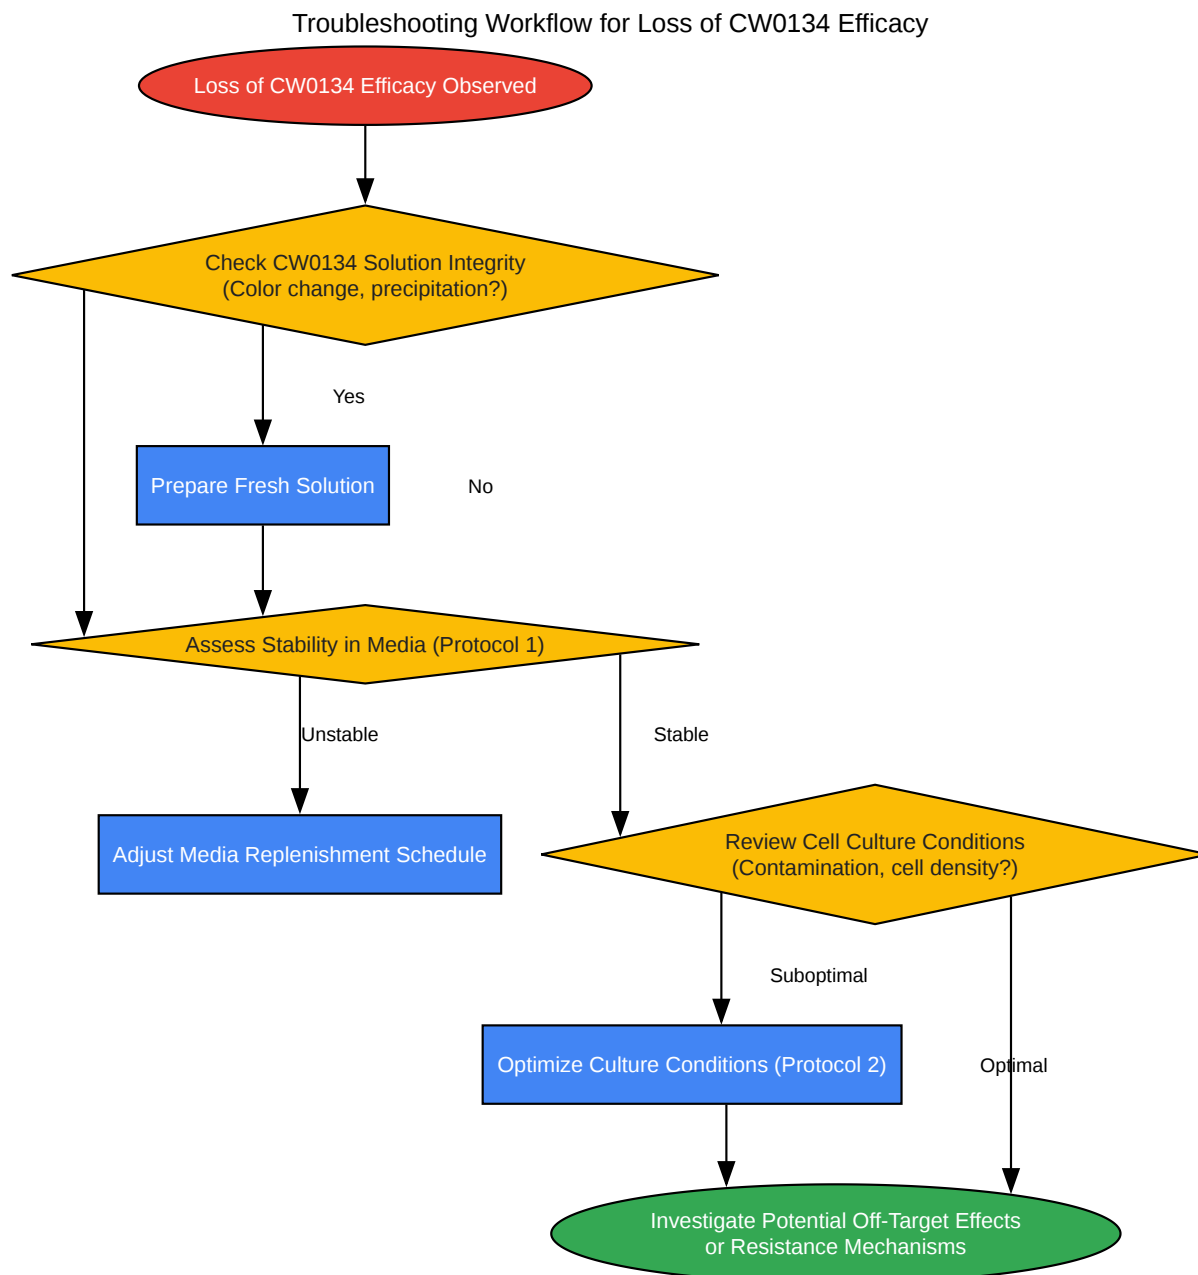 Troubleshooting Workflow for Loss of CW0134 Efficacy
Loss of CW0134 Efficacy Observed
Check CW0134 Solution Integrity
(Color change, precipitation?)
Yes
Prepare Fresh Solution
No
Assess Stability in Media (Protocol 1)
Unstable
Stable
Adjust Media Replenishment Schedule
Review Cell Culture Conditions
(Contamination, cell density?)
Suboptimal
Optimize Culture Conditions (Protocol 2)
Optimal
Investigate Potential Off-Target Effects
or Resistance Mechanisms